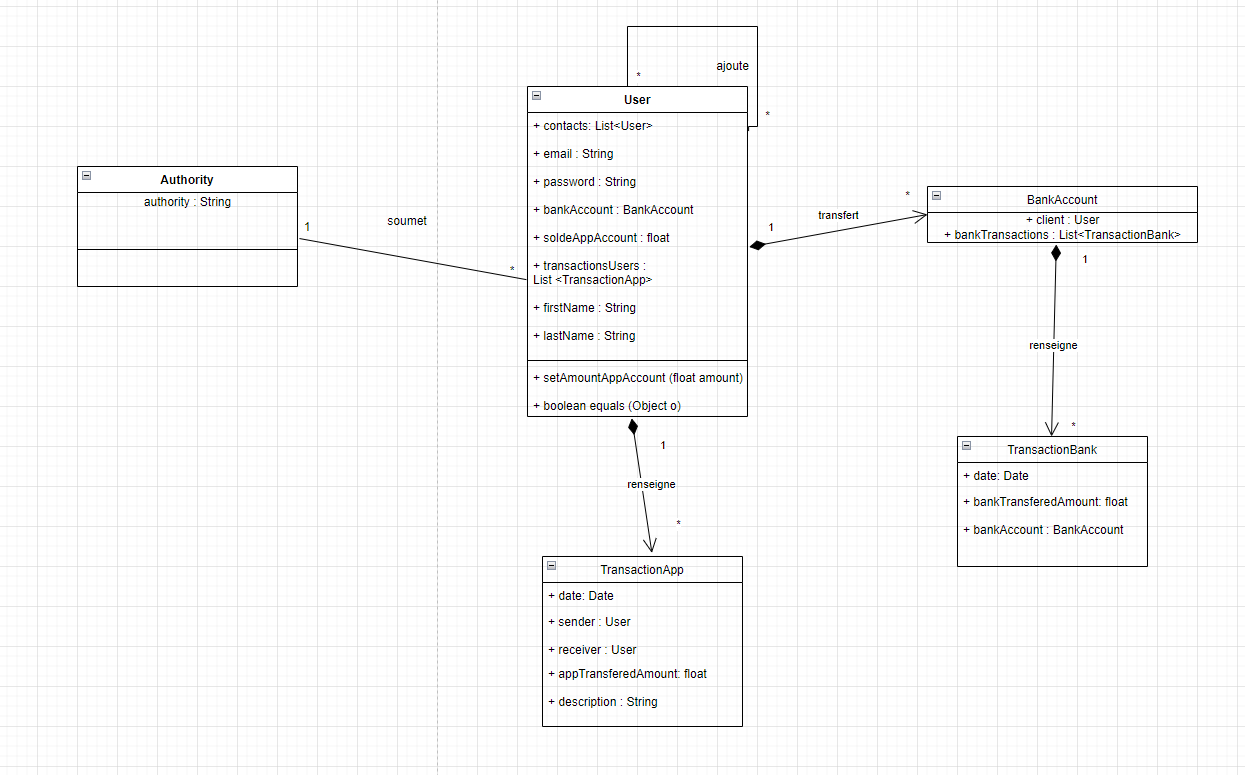 ajoute
*
*
User
+ contacts: List<User>
+ email : String
+ password : String
+ bankAccount : BankAccount
+ soldeAppAccount : float
+ transactionsUsers :
List <TransactionApp>
+ firstName : String
+ lastName : String
+ setAmountAppAccount (float amount)
+ boolean equals (Object o)
Authority
authority : String
1
soumet
*
1
transfert
*
BankAccount
+ client : User
+ bankTransactions : List<TransactionBank>
1
renseigne
*
TransactionBank
+ date: Date
+ bankTransferedAmount: float
+ bankAccount : BankAccount
1
renseigne
*
TransactionApp
+ date: Date
+ sender : User
+ receiver : User
+ appTransferedAmount: float
+ description : String